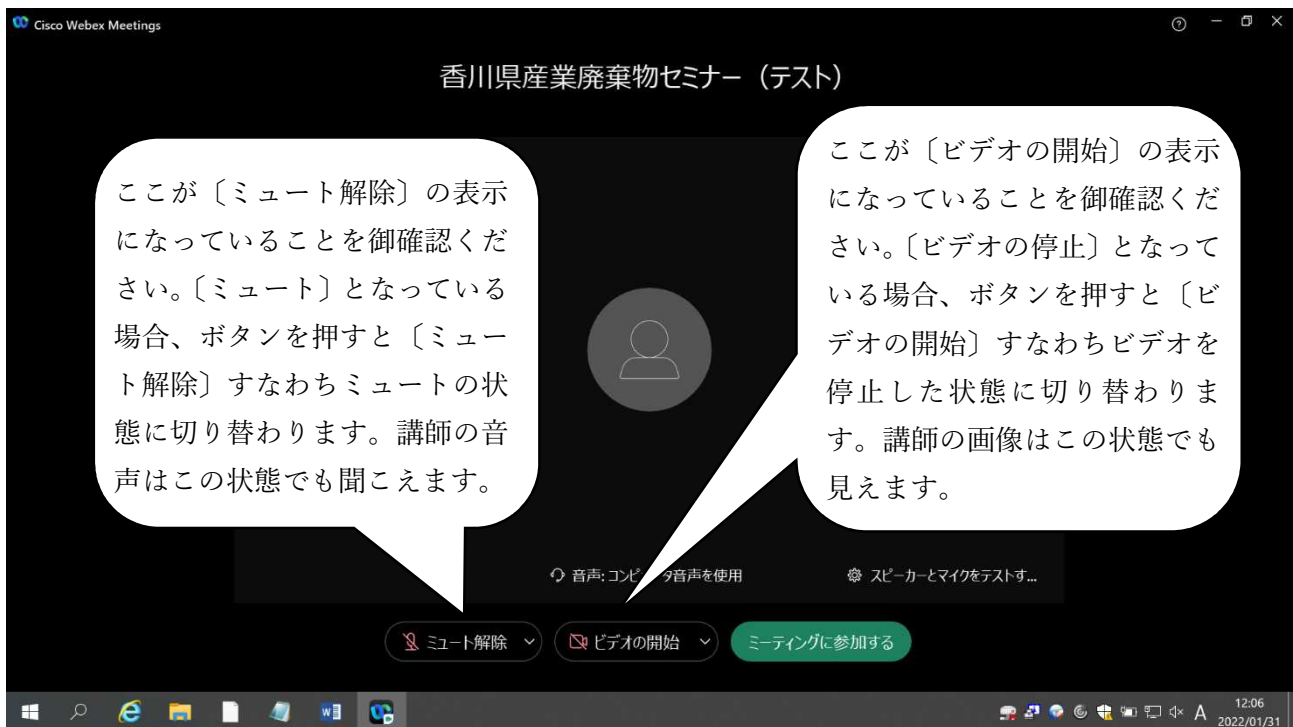 Cisco Webex Meetings
香川県産業廃棄物セミナー（テスト）
ここが〔ミュート解除〕の表示
になっていることを御確認くだ
さい。〔ミュート〕となっている
場合、ボタンを押すと〔ミュー
ト解除〕すなわちミュートの状
態に切り替わります。講師の音
声はこの状態でも聞こえます。
ここが〔ビデオの開始〕の表示
になっていることを御確認くだ
さい。〔ビデオの停止〕となって
いる場合、ボタンを押すと〔ビ
デオの開始〕すなわちビデオを
停止した状態に切り替わりま
す。講師の画像はこの状態でも
見えます。
音声: コンピ タ音声を使用
スピーカーとマイクをテストす...
ミュート解除
ビデオの開始
ミーティングに参加する
A
12:06
2022/01/31